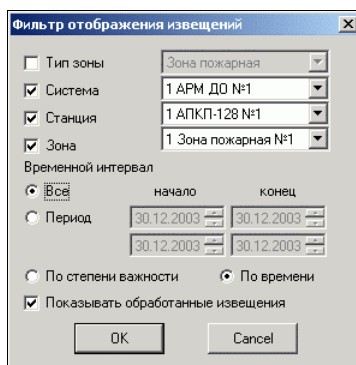 Фильтр отображения извещений
Тип зоны Зона пожарная
Система 1 АРМ ДО №1
Станция 1 АПКП-128 №1
Зона 1 Зона пожарная №1
Временной интервал
Все начало конец
Период 30.12.2003 30.12.2003
30.12.2003 30.12.2003
По степени важности По времени
Показывать обработанные извещения
OK Cancel